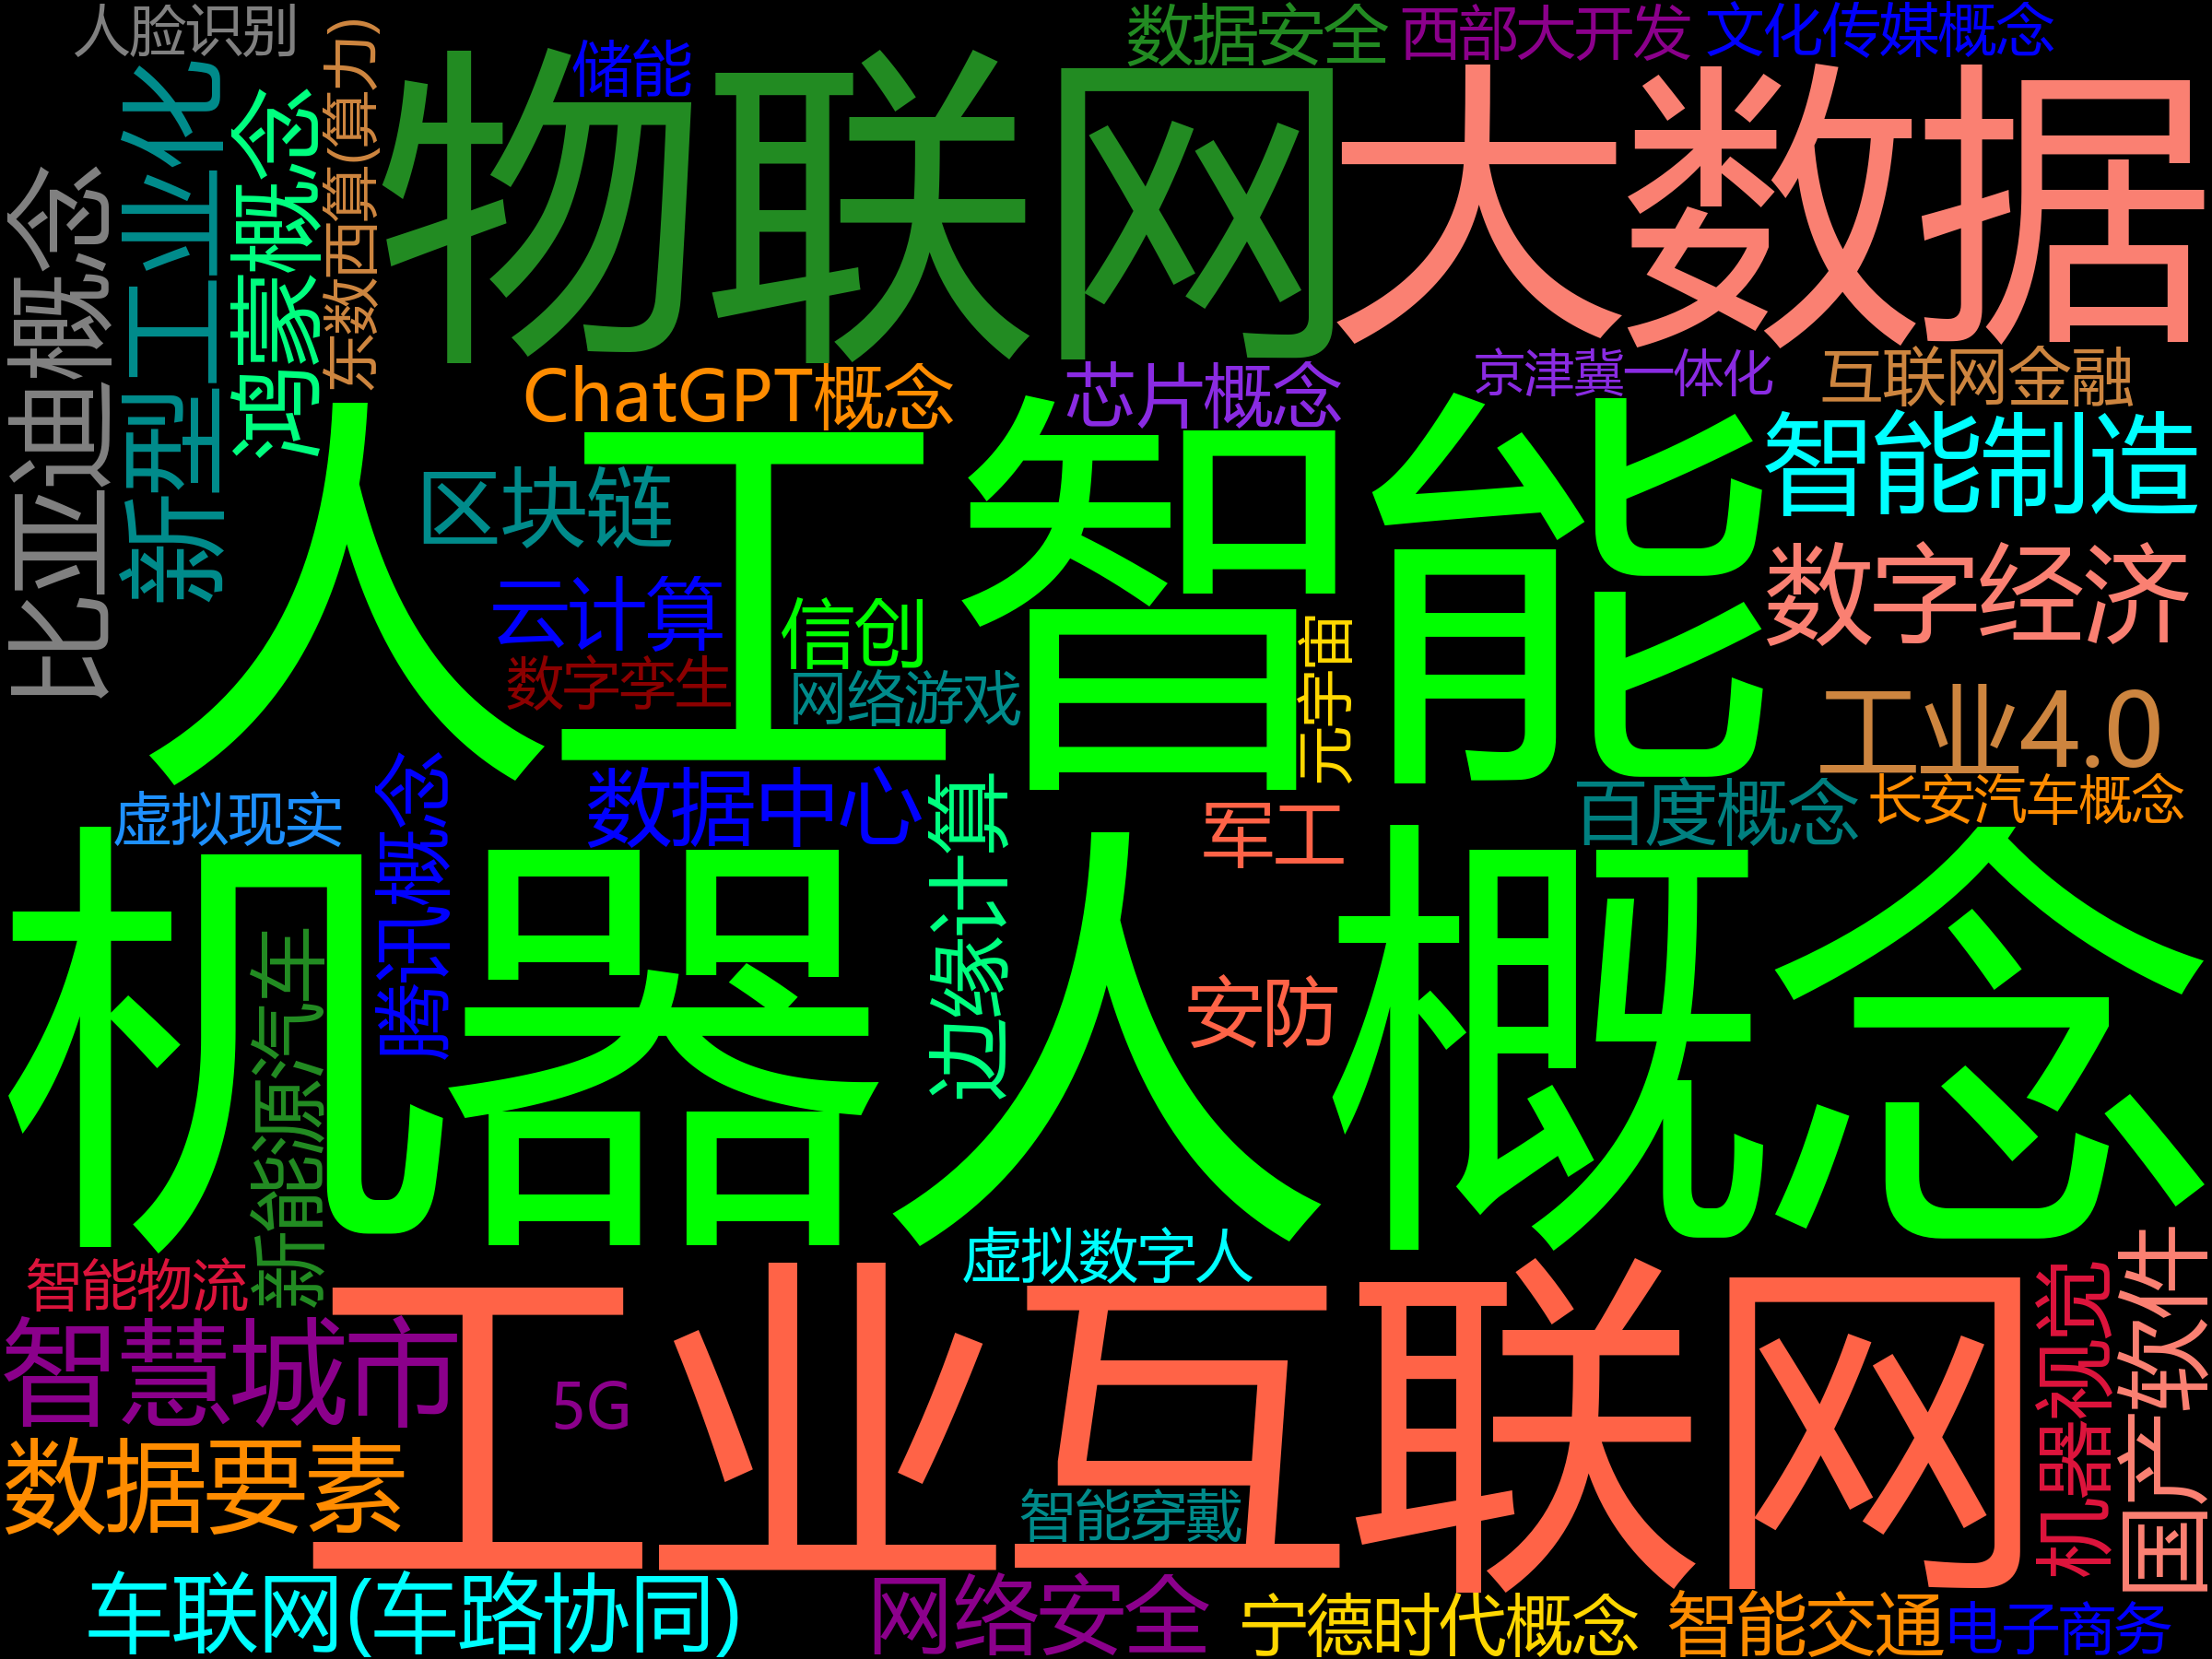 人脸识别
数据安全
西部大开发
文化传媒概念
储能
物联网
大数据
东数西算(算力)
鸿蒙概念
新型工业化
比亚迪概念
ChatGPT概念
芯片概念
京津冀一体化
互联网金融
人工智能
智能制造
区块链
数字经济
云计算
信创
元宇宙
数字孪生
网络游戏
工业4.0
数据中心
虚拟现实
腾讯概念
边缘计算
军工
百度概念
长安汽车概念
机器人概念
新能源汽车
安防
虚拟数字人
智能物流
工业互联网
智慧城市
5G
机器视觉
国产软件
数据要素
智能穿戴
车联网(车路协同)
网络安全
宁德时代概念
智能交通
电子商务